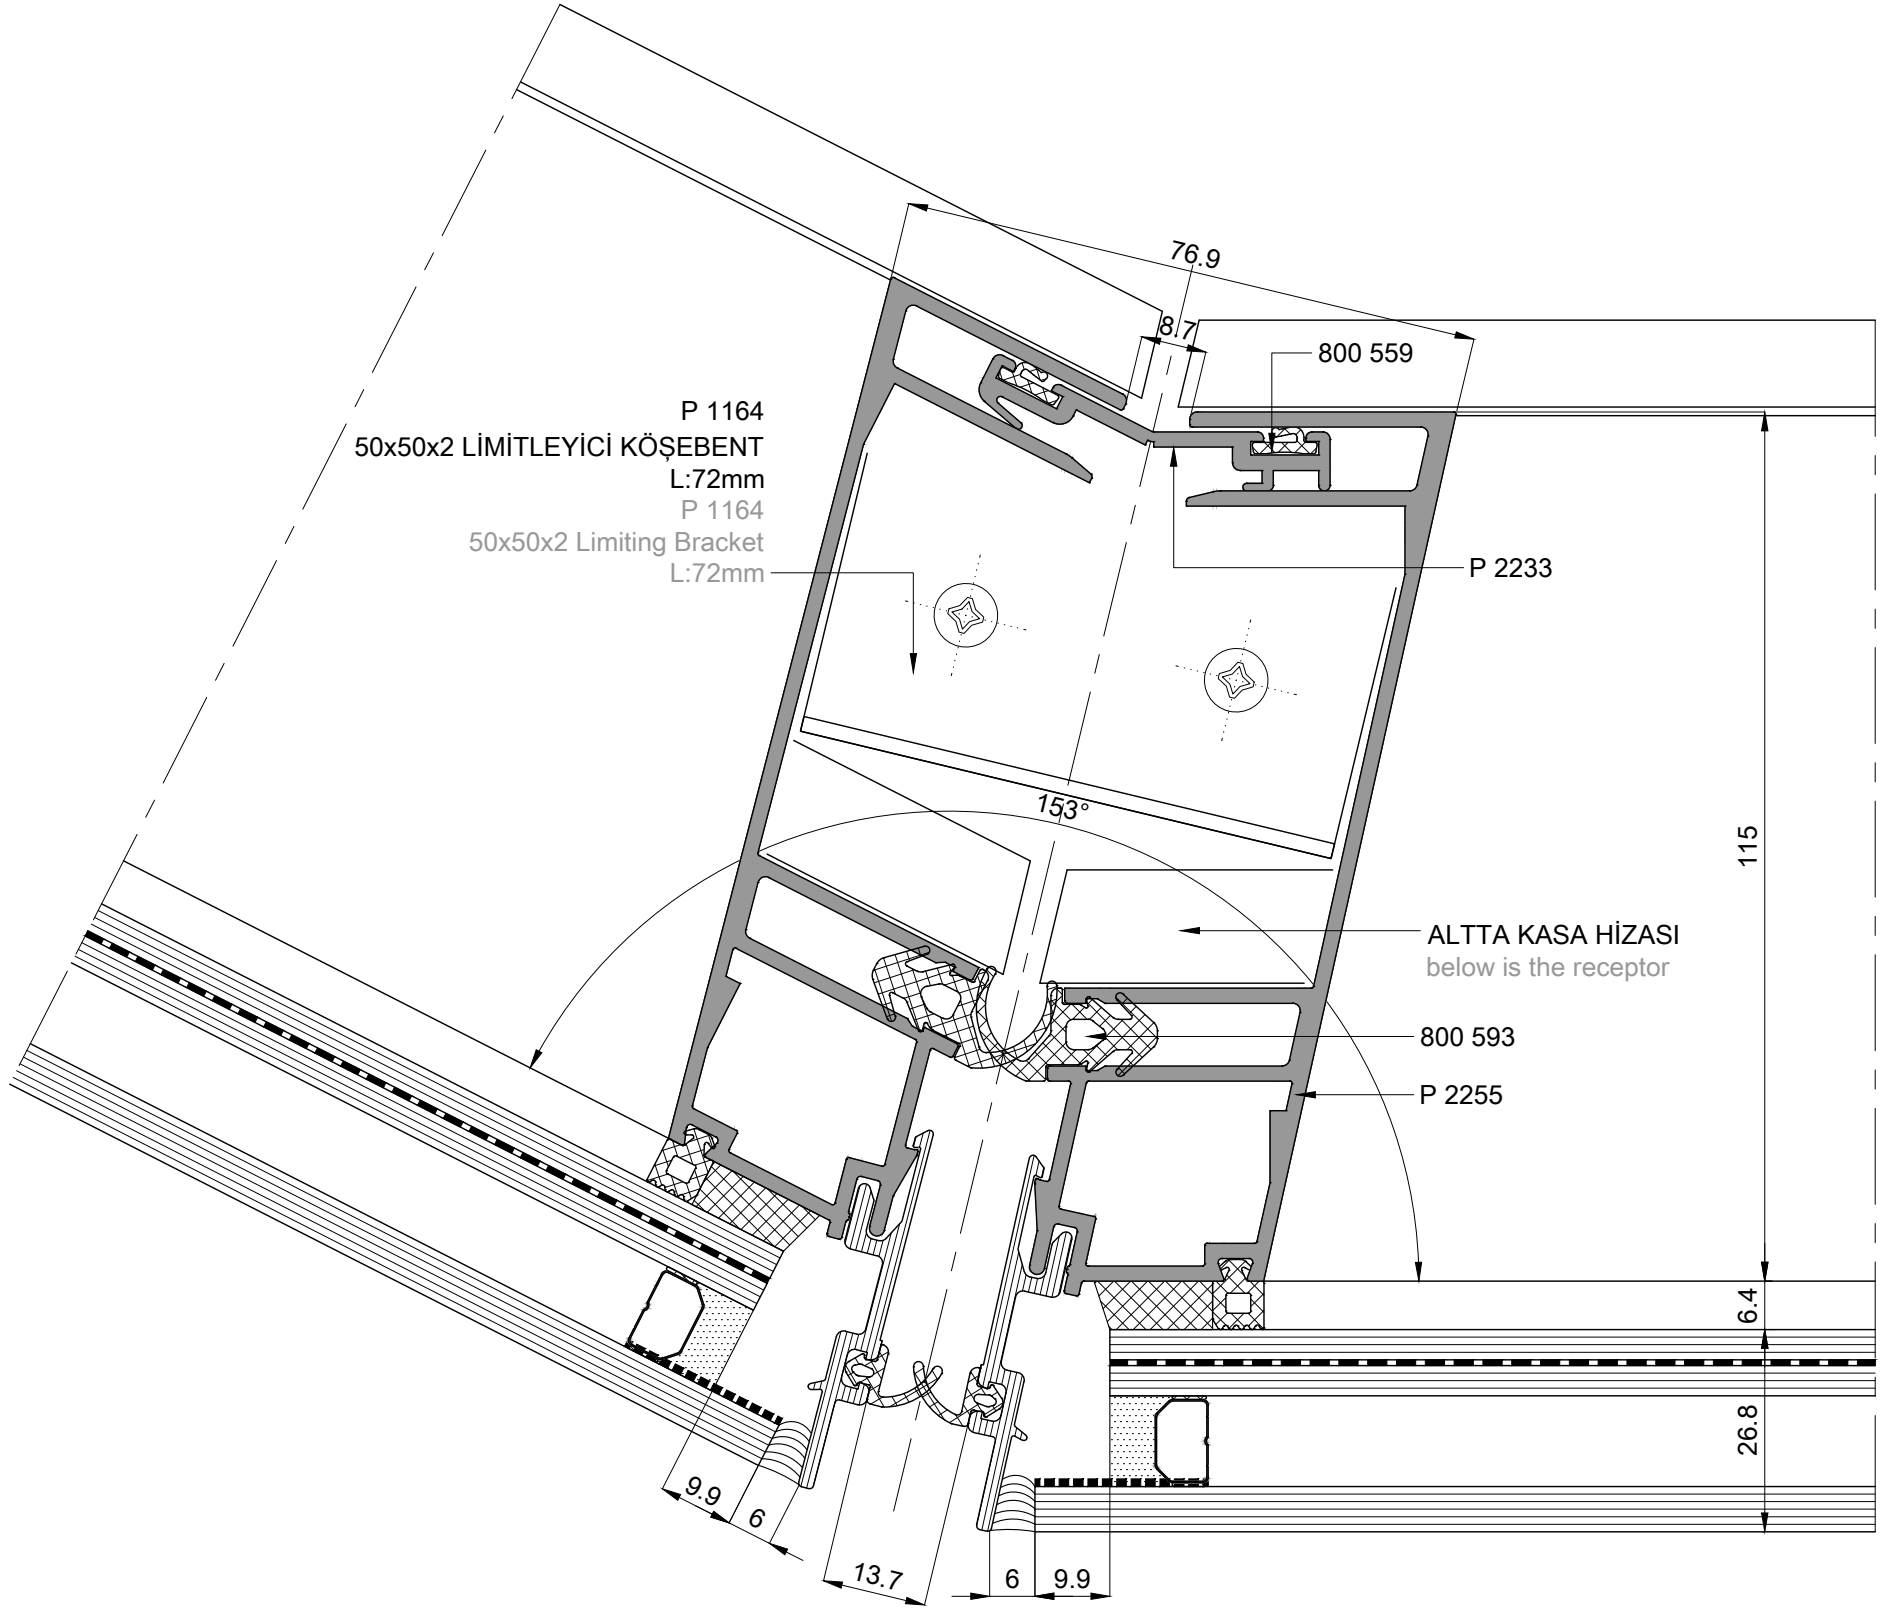 76.9
8.7
800 559
P 1164
50x50x2 LİMİTLEYİCİ KÖŞEBENT
L:72mm
P 1164
50x50x2 Limiting Bracket
L:72mm
P 2233
153°
115
ALTTA KASA HİZASI
below is the receptor
800 593
P 2255
6.4
26.8
9.9
6
13.7
6
9.9